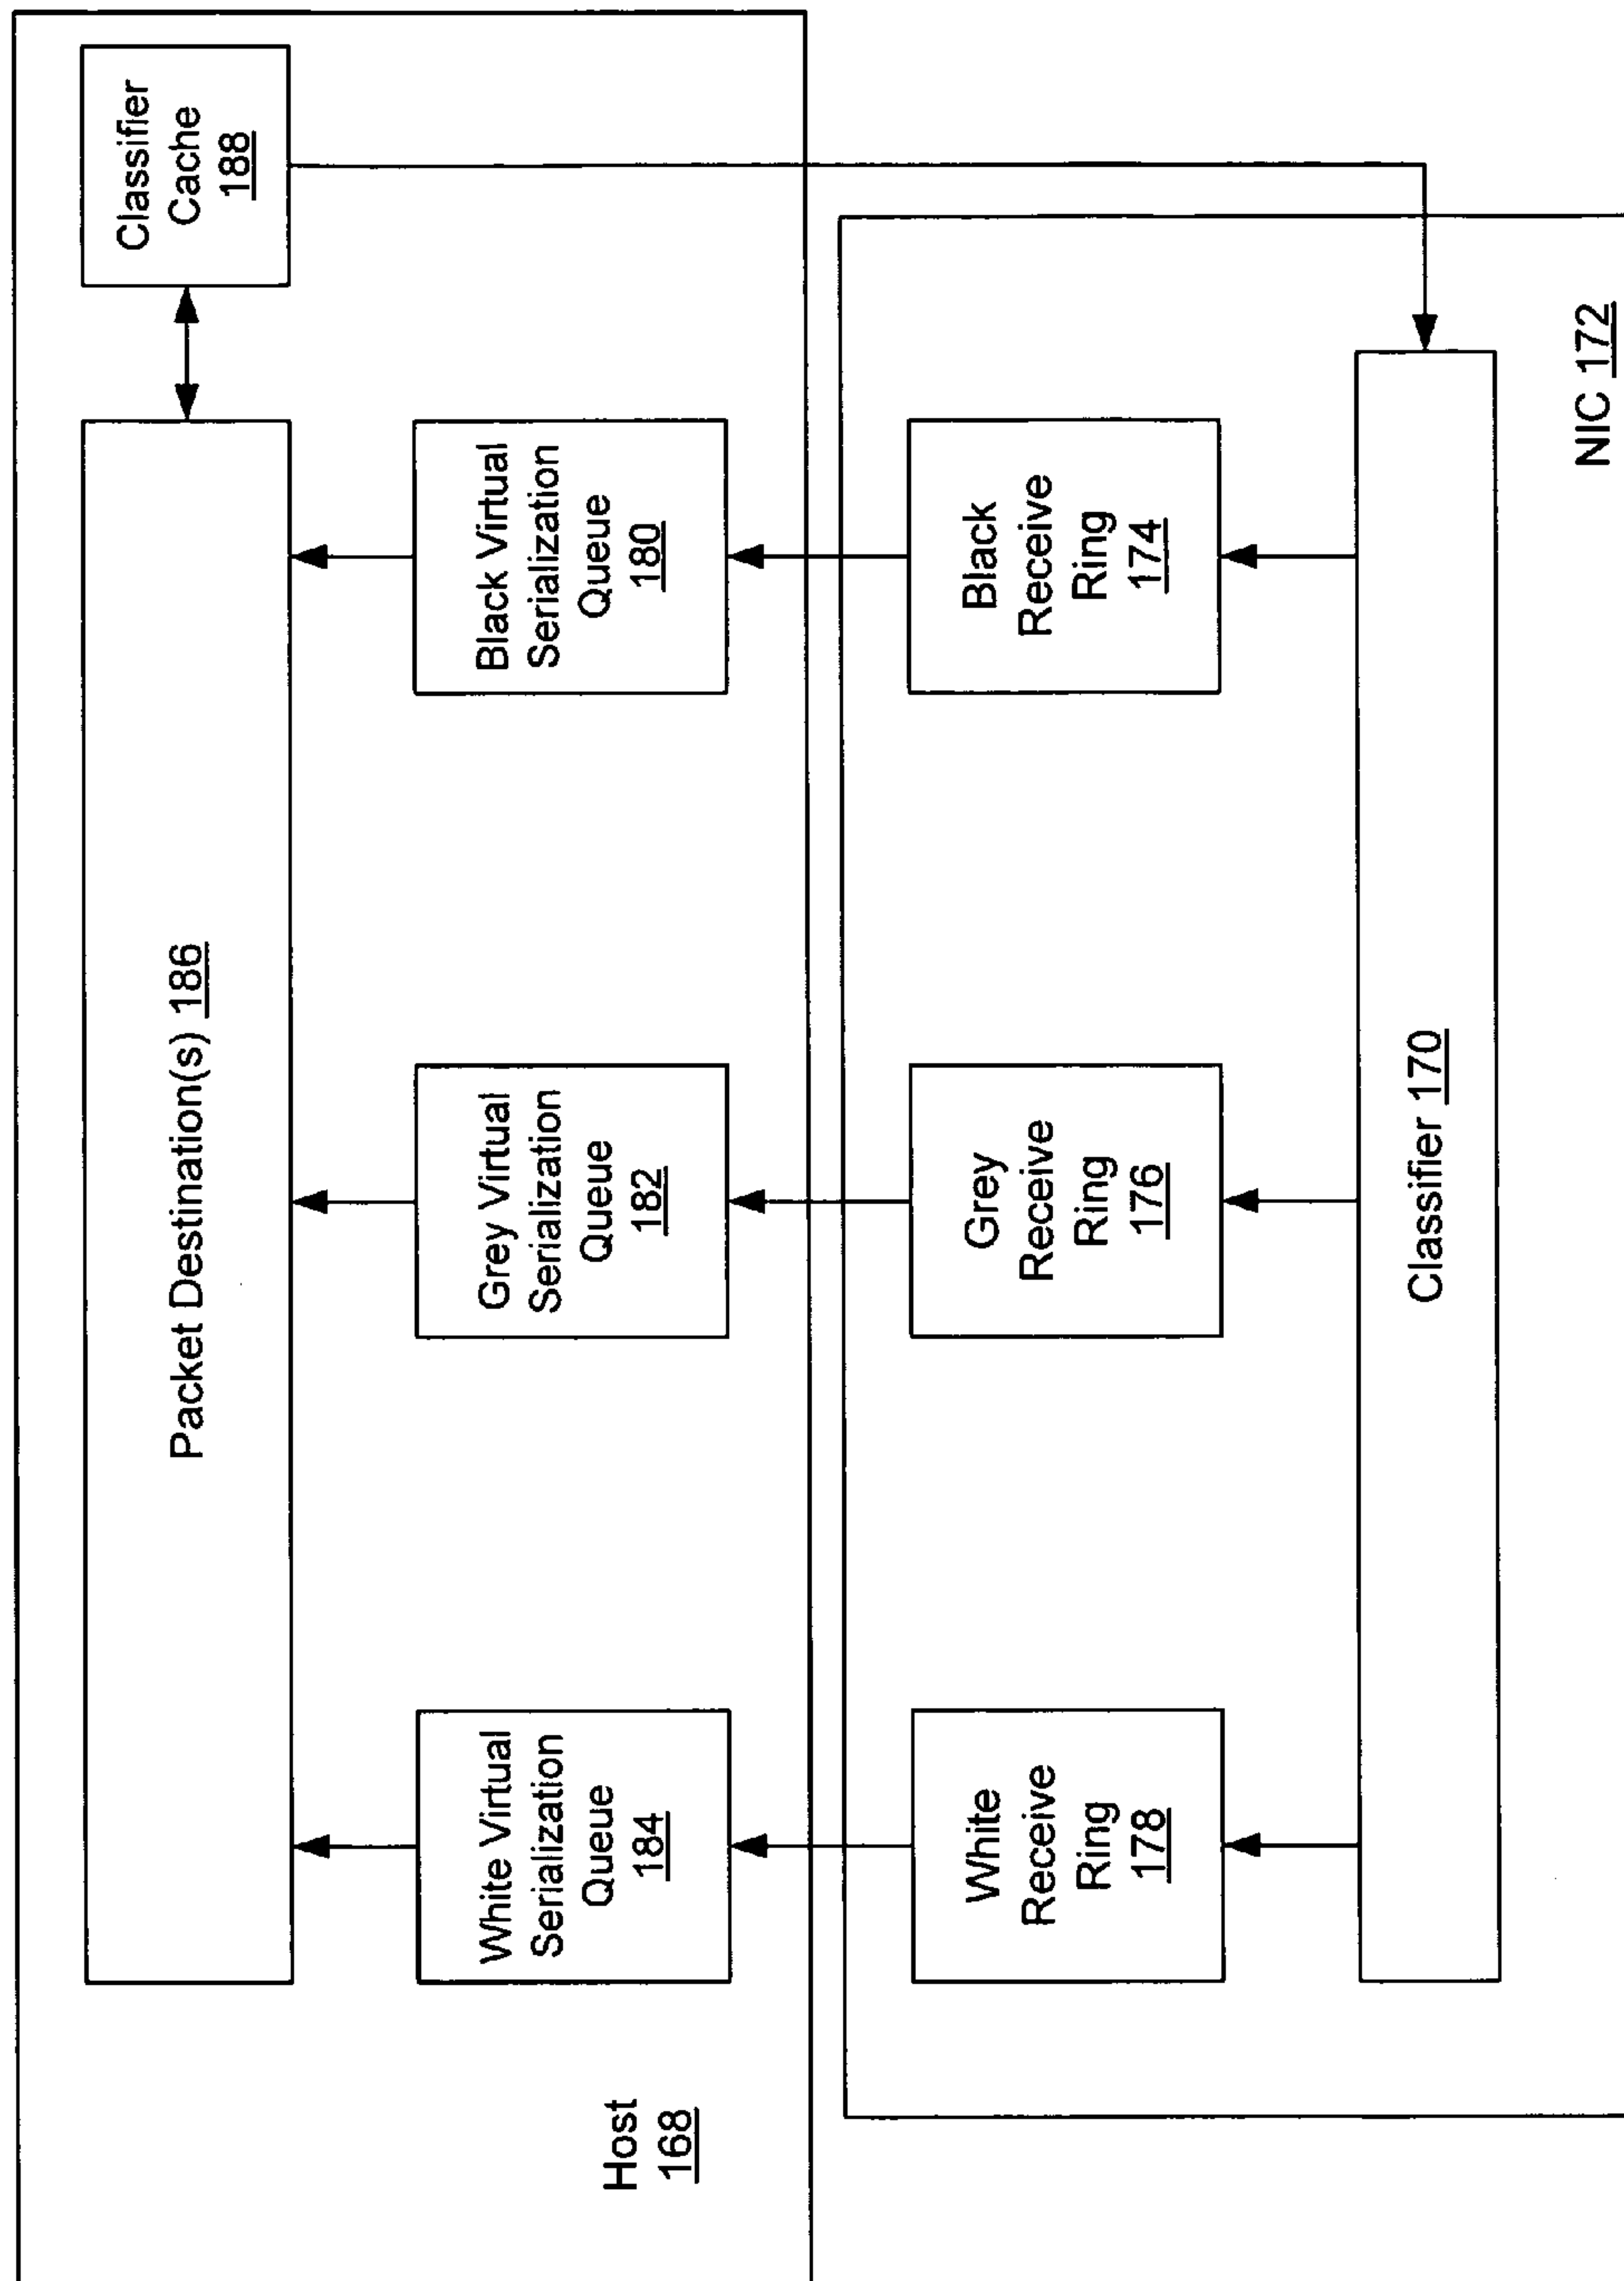 Packet Destination(s) 186
Classifier
Cache
188
White Virtual
Serialization
Queue
184
Grey Virtual
Serialization
Queue
182
Black Virtual
Serialization
Queue
180
Host
168
White
Receive
Ring
178
Grey
Receive
Ring
176
Black
Receive
Ring
174
Classifier 170
NIC 172